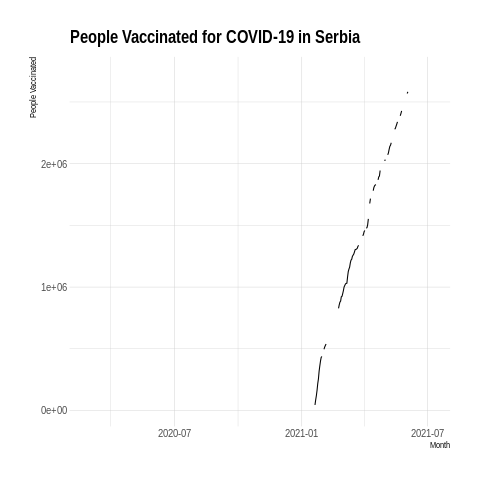 People Vaccinated for COVID-19 in Serbia
People Vaccinated
2e+06
1e+06
0e+00
2020-07
2021-01
2021-07
Month